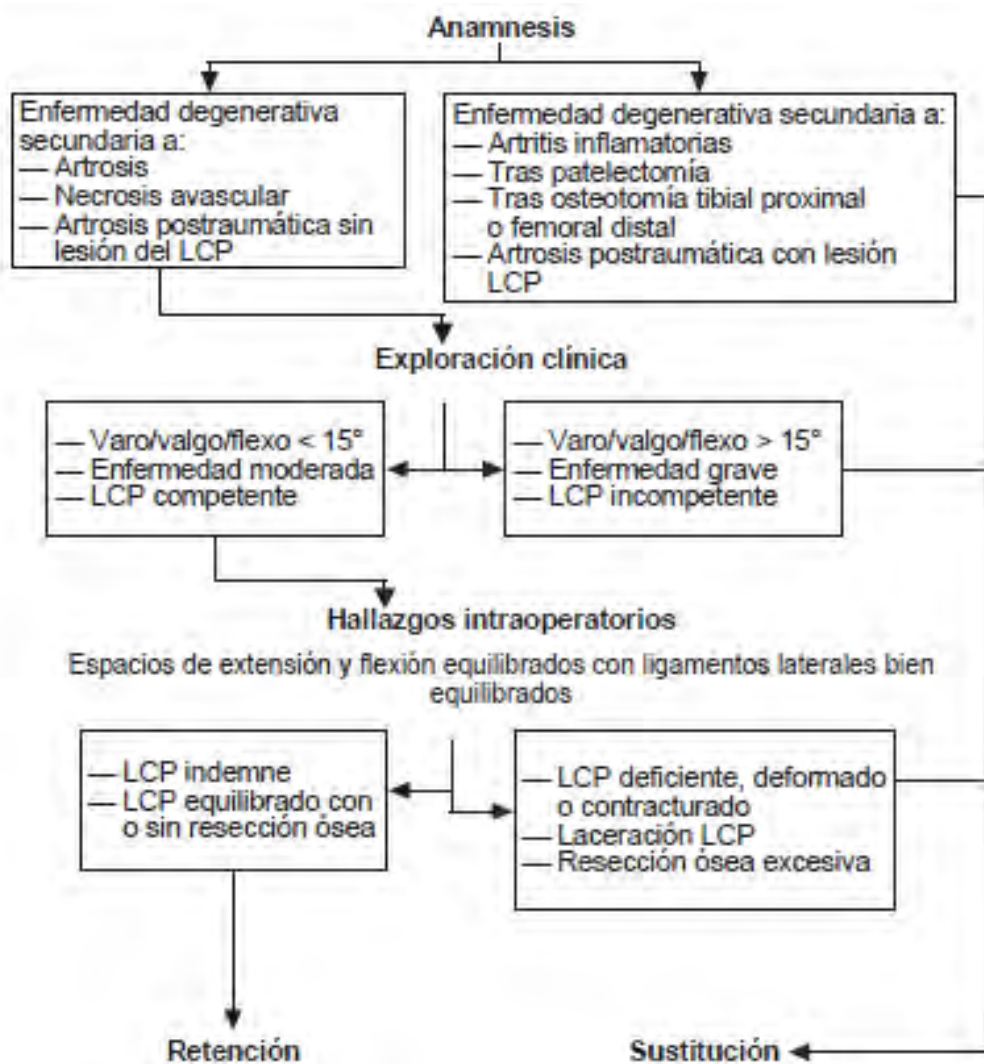 Anamnesis
Enfermedad degenerativa
secundaria a:
— Artrosis
— Necrosis avascular
— Artrosis postraumática sin
lesión del LCP
Enfermedad degenerativa secundaria a:
— Artritis inflamatorias
— Tras patelectomía
— Tras osteotomía tibial proximal
o femoral distal
— Artrosis postraumática con lesión
LCP
Exploración clínica
— Varo/valgo/flexo < 15°
— Enfermedad moderada
— LCP competente
— Varo/valgo/flexo > 15°
— Enfermedad grave
— LCP incompetente
Hallazgos intraoperatorios
Espacios de extensión y flexión equilibrados con ligamentos laterales bien
equilibrados
— LCP indemne
— LCP equilibrado con
o sin resección ósea
— LCP deficiente, deformado
o contracturado
— Laceración LCP
— Resección ósea excesiva
Retención
Sustitución